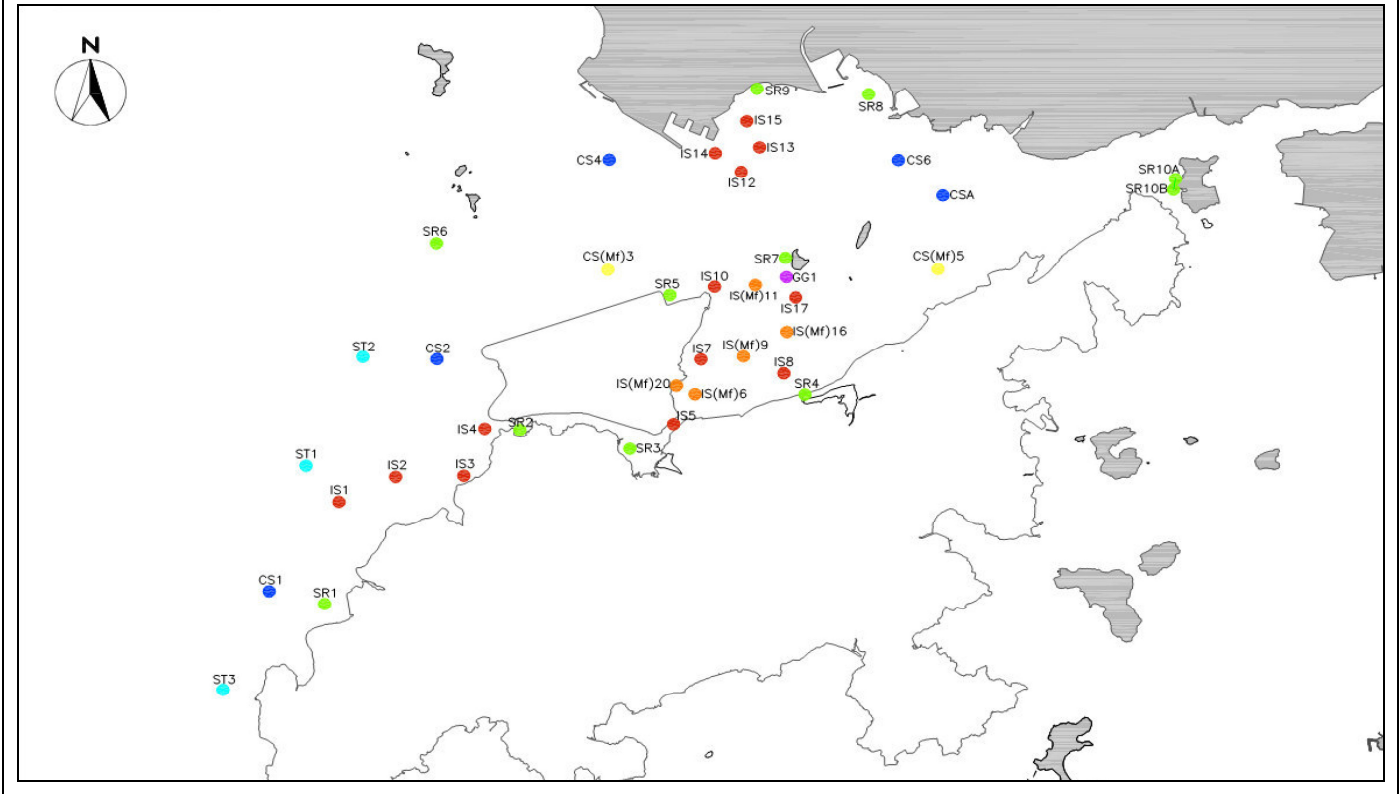 N
SR9
SR8
IS15
IS13
IS14
CS4
CS6
IS12
SR10A
SR10B
CSA
SR6
CS(Mf)3
SR7
CS(Mf)5
IS10
GG1
SR5
IS(Mf)11
IS17
IS(Mf)16
ST2
CS2
IS7
IS(Mf)9
IS8
IS(Mf)20
IS(Mf)6
SR4
IS5
IS4
SR2
SR3
ST1
IS2
IS3
IS1
CS1
SR1
ST3